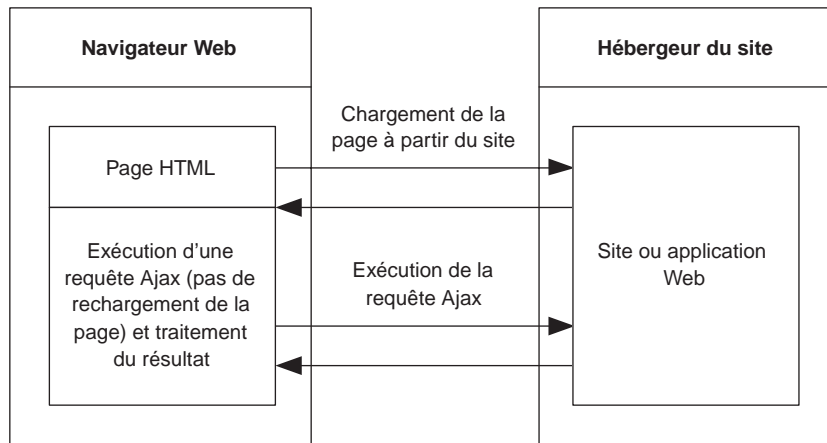 Navigateur Web
Hébergeur du site
Chargement de la
page à partir du site
Page HTML
Exécution d’une
requête Ajax (pas de
rechargement de la
page) et traitement
du résultat
Exécution de la
requête Ajax
Site ou application
Web